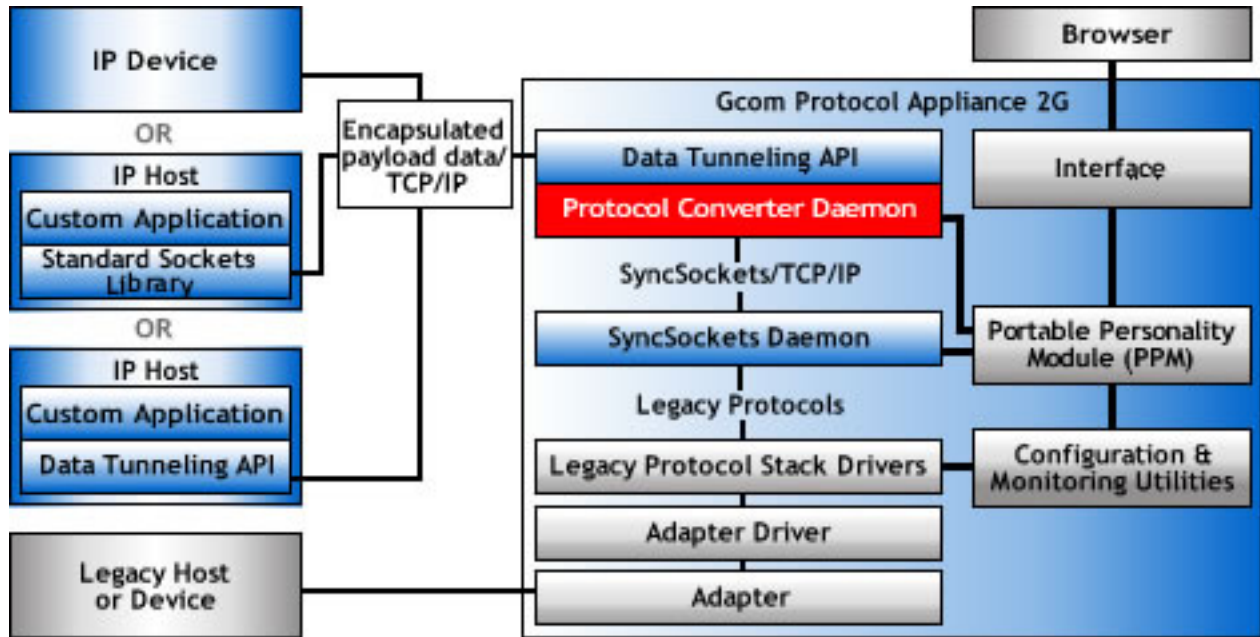 IP Device
OR
IP Host
Custom Application
Standard Sockets
Library
OR
IP Host
Custom Application
Data Tunneling API
Legacy Host
or Device
Encapsulated
payload data/
TCP/IP
Browser
Gcom Protocol Appliance 2G
Data Tunneling API
Protocol Converter Daemon
SyncSockets/TCP/IP
SyncSockets Daemon
Legacy Protocols
Legacy Protocol Stack Drivers
Adapter Driver
Adapter
Interface
Portable Personality
Module (PPM)
Configuration &
Monitoring Utilities